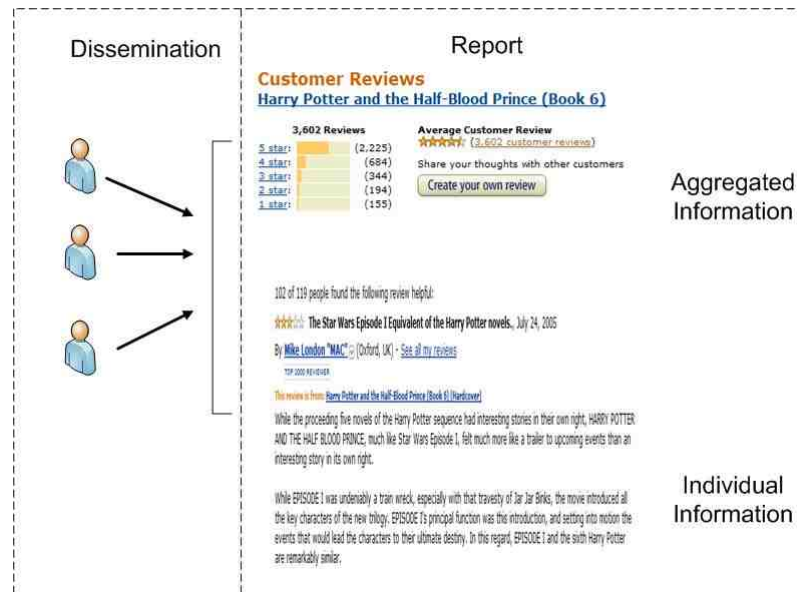 Dissemination
Report
Customer Reviews
Harry Potter and the Half-Blood Prince (Book 6)
3,602 Reviews
5 star: (2,225)
4 star: (684)
3 star: (344)
2 star: (194)
1 star: (155)
Average Customer Review
(3,602 customer reviews)
Share your thoughts with other customers
Create your own review
Aggregated
Information
102 of 119 people found the following review helpful:
The Star Wars Episode I Equivalent of the Harry Potter novels., July 24, 2005
By Mike London "MAC" (Oxford, UK) - See all my reviews
TOP 1000 REVIEWER
This review is from: Harry Potter and the Half-Blood Prince (Book 6) (Hardcover)
While the proceeding five novels of the Harry Potter sequence had interesting stories in their own right, HARRY POTTER
AND THE HALF BLOOD PRINCE, much like Star Wars Episode I, felt much more like a trailer to upcoming events than an
interesting story in its own right.
While EPISODE I was undeniably a train wreck, especially with that travesty of Jar Jar Binks, the movie introduced all
the key characters of the new trilogy. EPISODE I's principal function was this introduction, and setting into motion the
events that would lead the characters to their ultimate destiny. In this regard, EPISODE I and the sixth Harry Potter
are remarkably similar.
Individual
Information